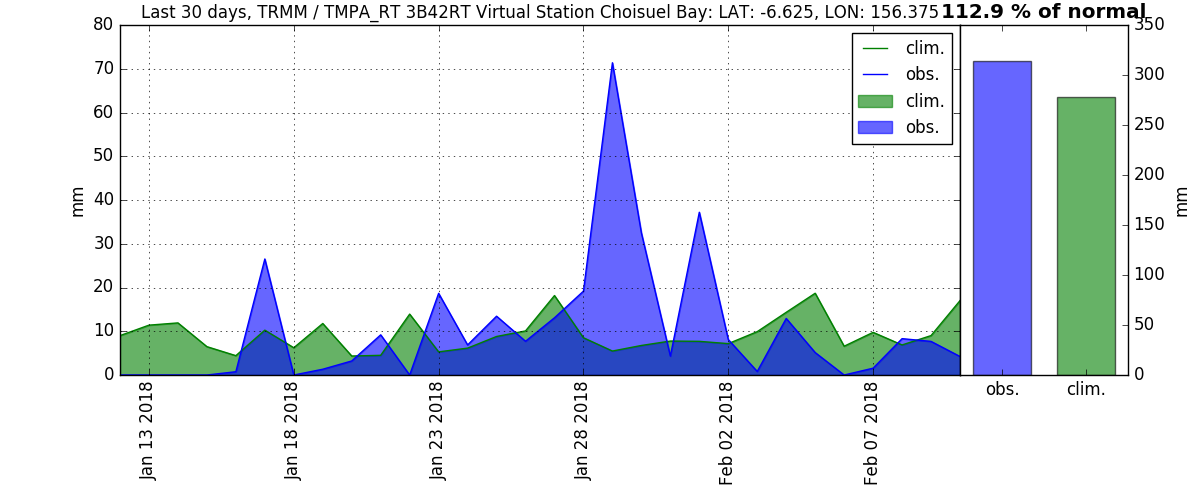 Last 30 days, TRMM / TMPA_RT 3B42RT Virtual Station Choisuel Bay: LAT: -6.625, LON: 156.375
112.9 % of normal
80
70
60
50
40
30
20
10
0
mm
clim.
obs.
clim.
obs.
Jan 13 2018
Jan 18 2018
Jan 23 2018
Jan 28 2018
Feb 02 2018
Feb 07 2018
350
300
250
200
150
100
50
0
mm
obs.
clim.